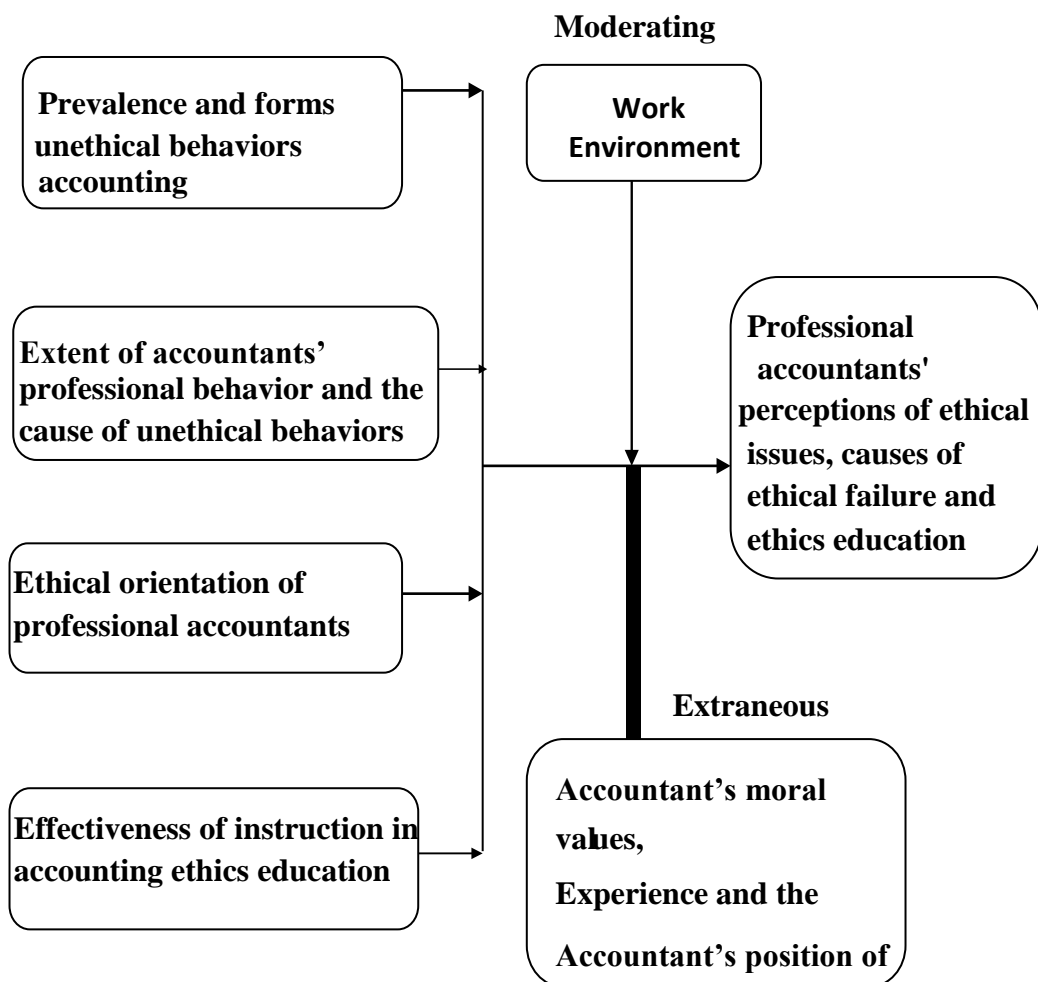 Moderating
Prevalence and forms
unethical behaviors
accounting
Work
Environment
Extent of accountants’
professional behavior and the
cause of unethical behaviors
Professional
accountants'
perceptions of ethical
issues, causes of
ethical failure and
ethics education
Ethical orientation of
professional accountants
Extraneous
Effectiveness of instruction in
accounting ethics education
Accountant’s moral
values,
Experience and the
Accountant’s position of